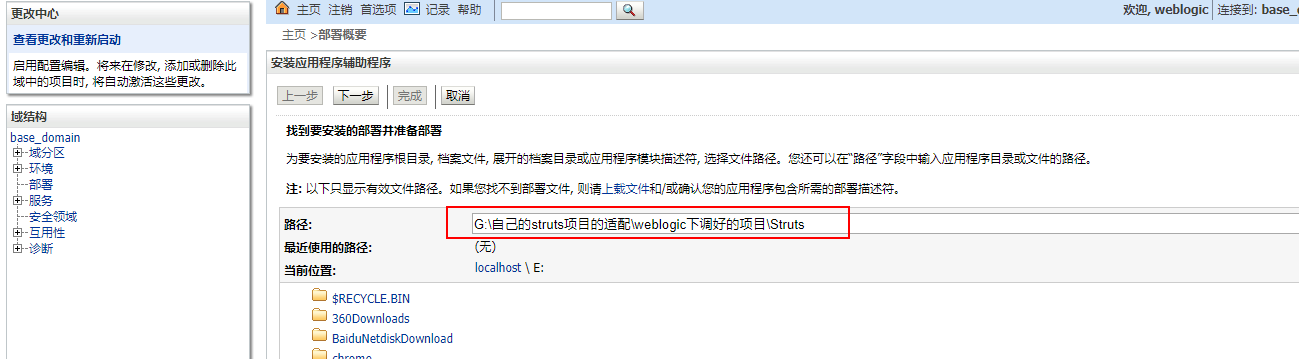 更改中心
查看更改和重新启动
启用配置编辑。将来在修改, 添加或删除此
域中的项目时, 将自动激活这些更改。
域结构
base_domain
域分区
环境
部署
服务
安全领域
互用性
诊断
主页 注销 首选项 记录 帮助
欢迎, weblogic 连接到: base_
主页 >部署概要
安装应用程序辅助程序
上一步 下一步 完成 取消
找到要安装的部署并准备部署
为要安装的应用程序根目录, 档案文件, 展开的档案目录或应用程序模块描述符, 选择文件路径。您还可以在“路径”字段中输入应用程序目录或文件的路径。
注: 以下只显示有效文件路径。如果您找不到部署文件, 则请上载文件和/或确认您的应用程序包含所需的部署描述符。
路径: G:\自己的struts项目的适配\weblogic下调好的项目\Struts
最近使用的路径: (无)
当前位置: localhost \ E:
$RECYCLE.BIN
360Downloads
BaiduNetdiskDownload
chrome